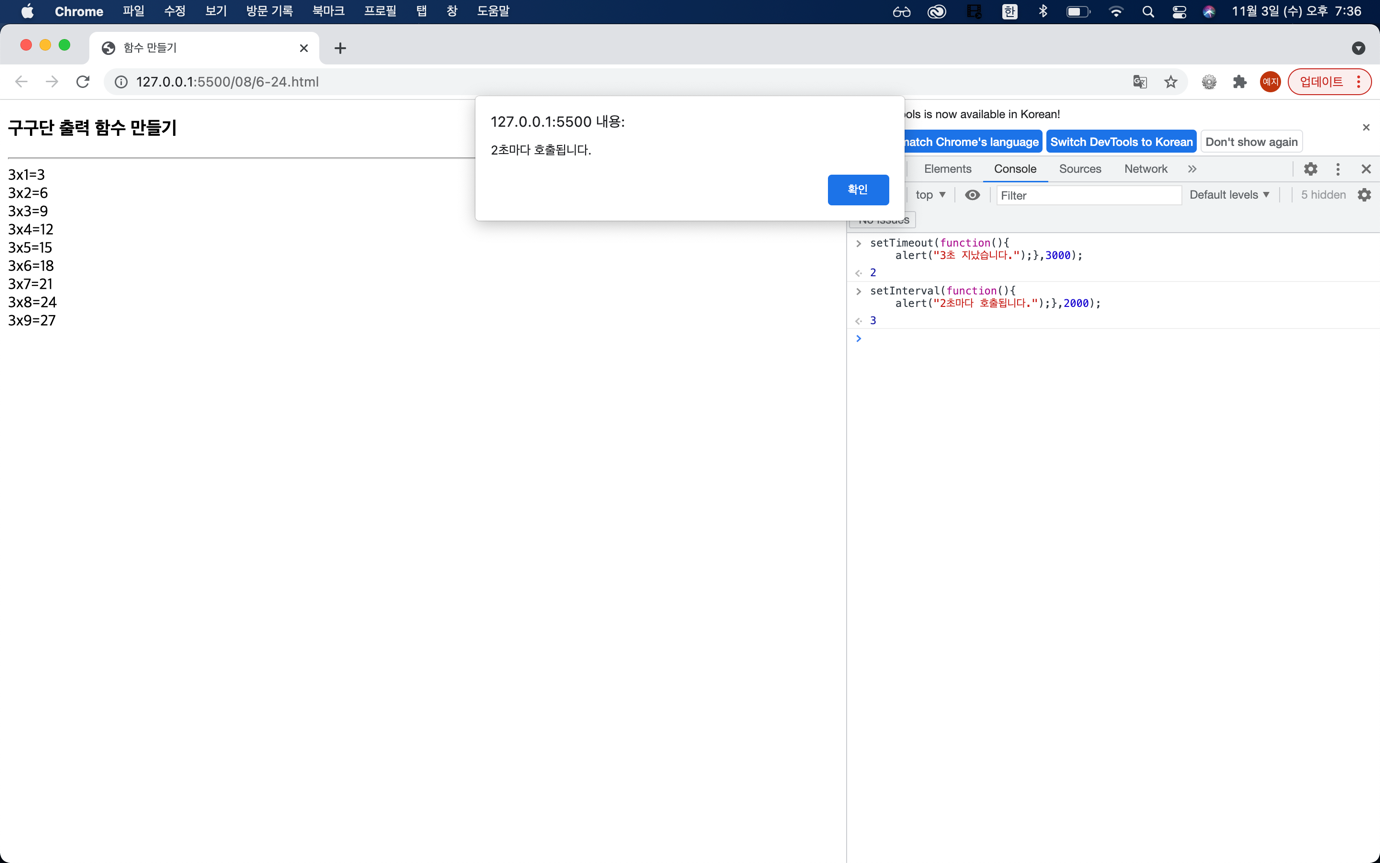 Chrome 파일 수정 보기 방문 기록 북마크 프로필 탭 창 도움말 한 11월 3일 (수) 오후 7:36
함수 만들기
127.0.0.1:5500/08/6-24.html 예지 업데이트
구구단 출력 함수 만들기
3x1=3
3x2=6
3x3=9
3x4=12
3x5=15
3x6=18
3x7=21
3x8=24
3x9=27
127.0.0.1:5500 내용:
2초마다 호출됩니다.
확인
is now available in Korean!
Chrome's language Switch DevTools to Korean Don't show again
Elements Console Sources Network
top Filter Default levels 5 hidden
No Issues
setTimeout(function(){
alert("3초 지났습니다.");},3000);
2
setInterval(function(){
alert("2초마다 호출됩니다.");},2000);
3